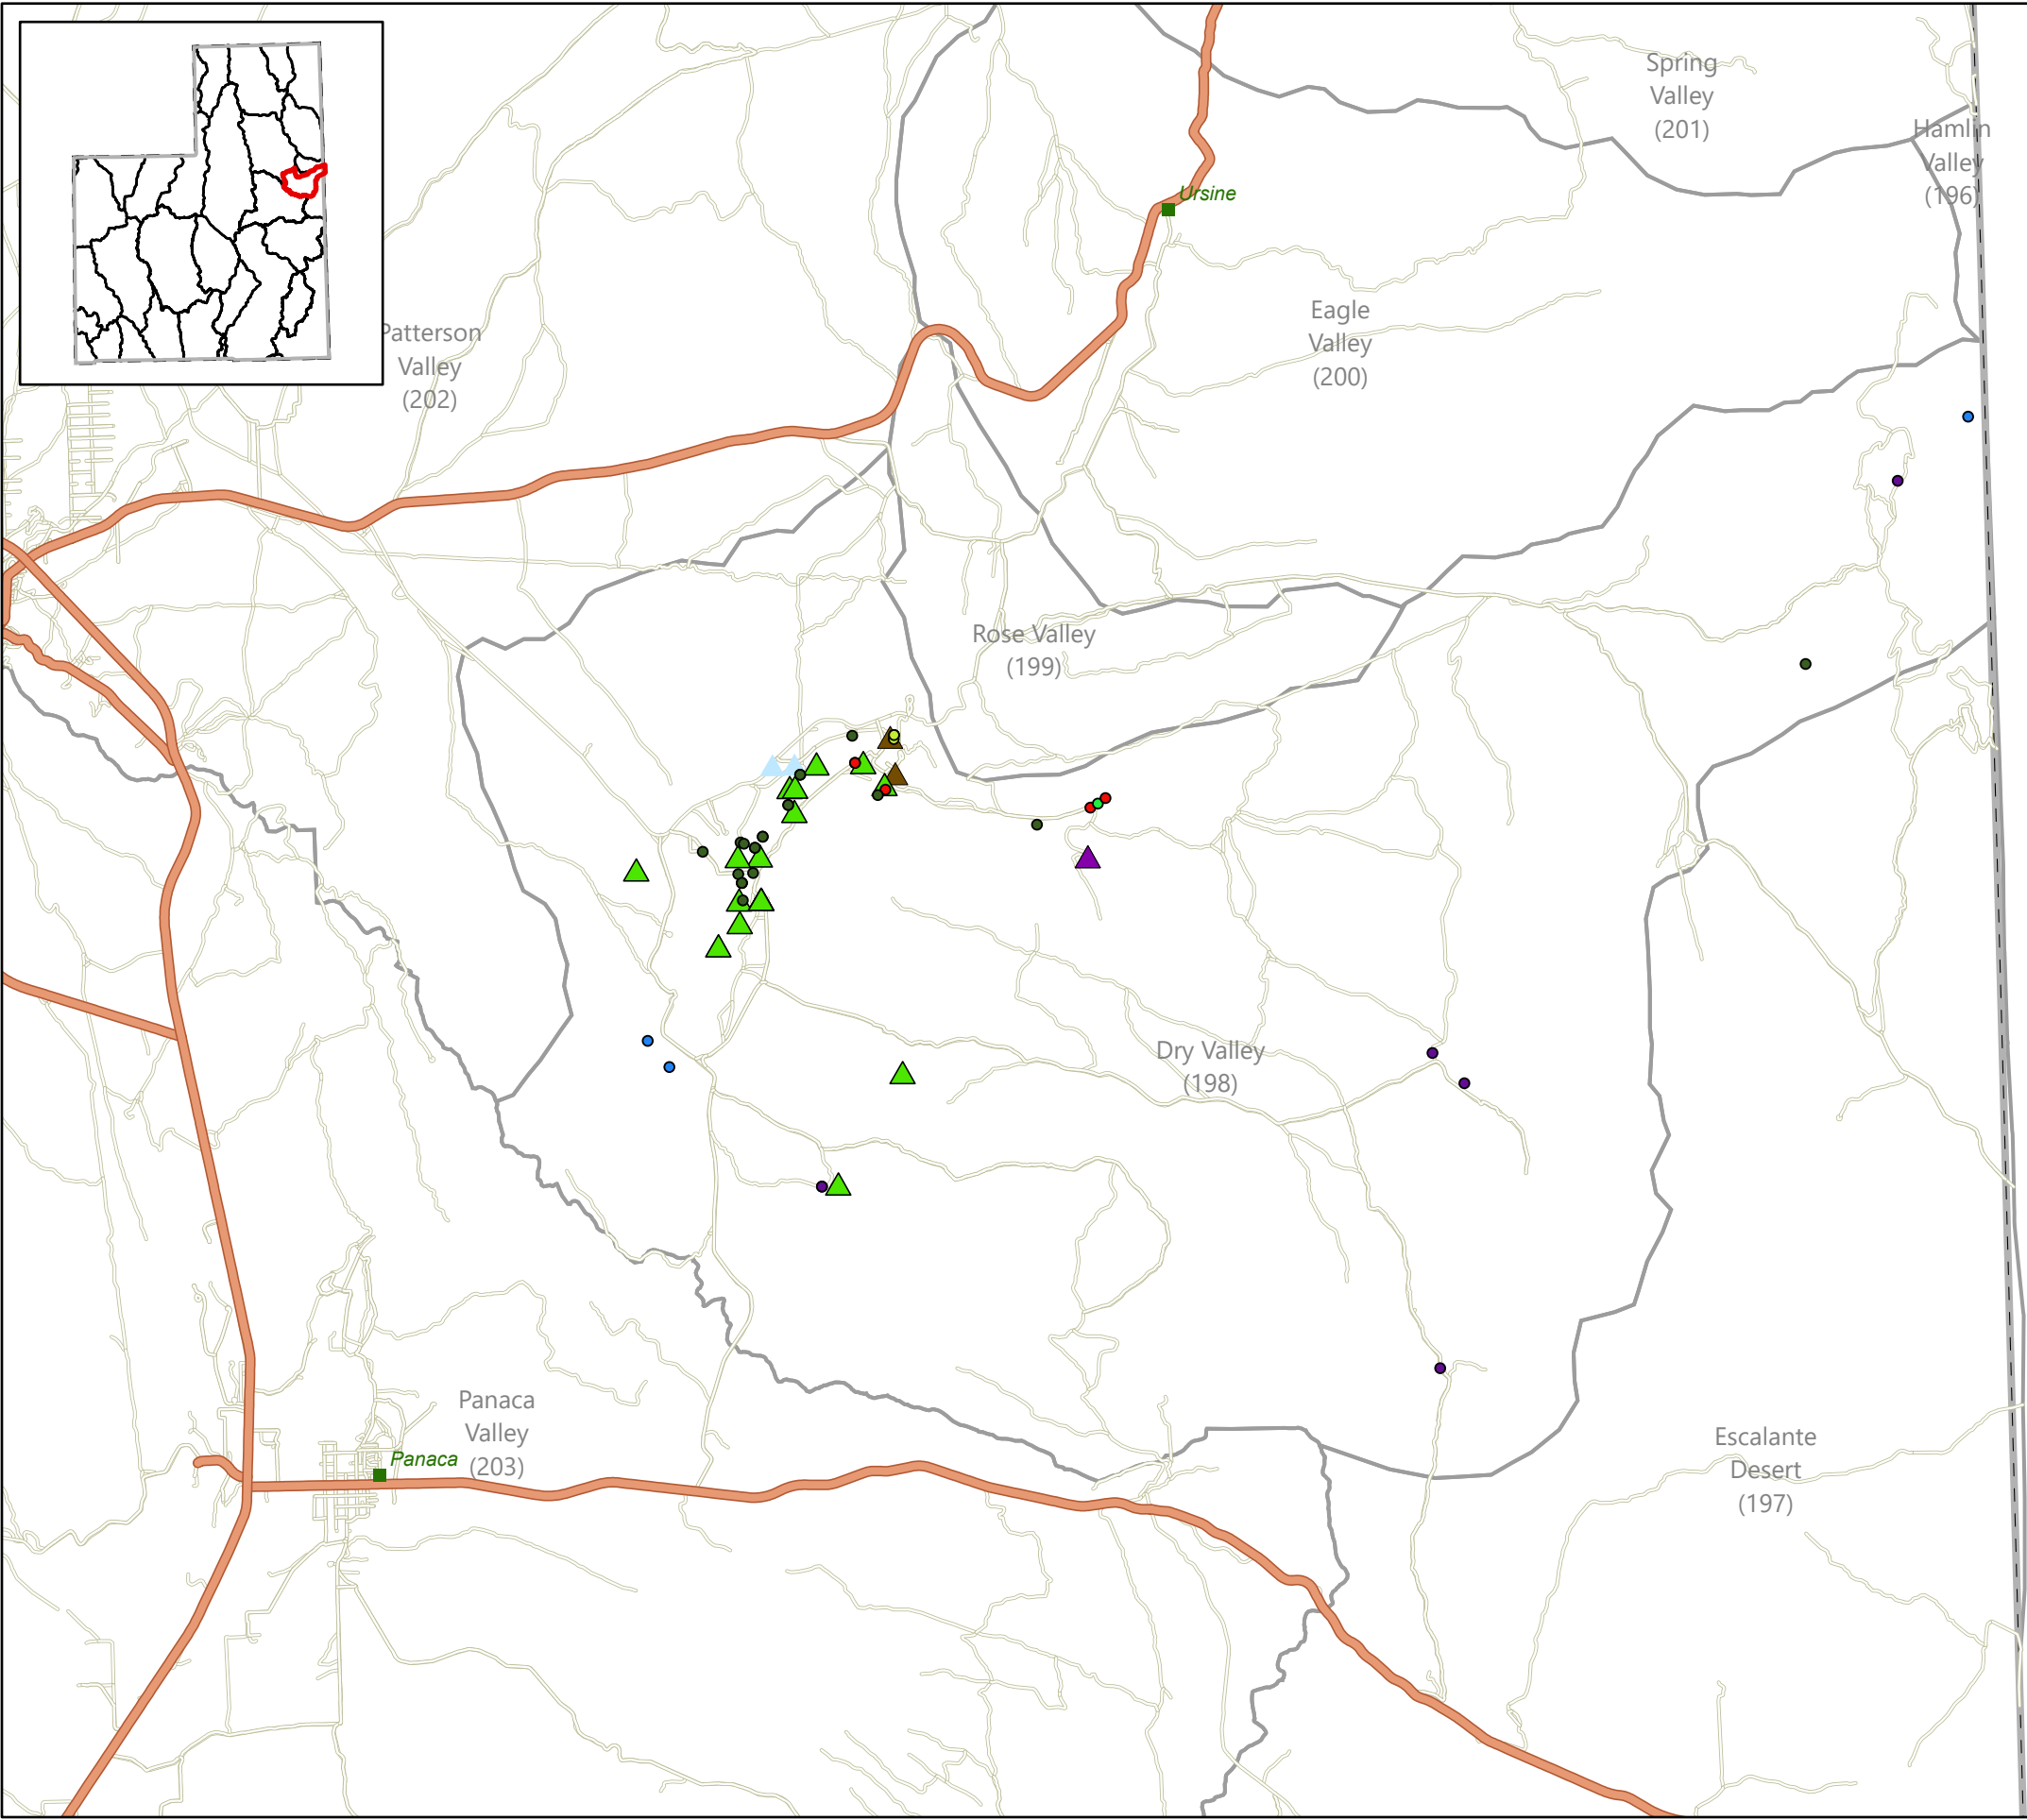 Spring
Valley
(201)
Hamlin
Valley
(196)
Ursine
Eagle
Valley
(200)
Patterson
Valley
(202)
Rose Valley
(199)
Dry Valley
(198)
Panaca
Valley
(203)
Panaca
Escalante
Desert
(197)